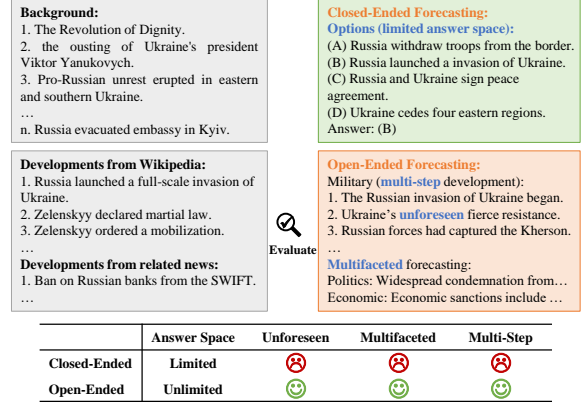 Background:
1. The Revolution of Dignity.
2. the ousting of Ukraine's president
Viktor Yanukovych.
3. Pro-Russian unrest erupted in eastern
and southern Ukraine.
…
n. Russia evacuated embassy in Kyiv.
Closed-Ended Forecasting:
Options (limited answer space):
(A) Russia withdraw troops from the border.
(B) Russia launched a invasion of Ukraine.
(C) Russia and Ukraine sign peace
agreement.
(D) Ukraine cedes four eastern regions.
Answer: (B)
Developments from Wikipedia:
1. Russia launched a full-scale invasion of
Ukraine.
2. Zelenskyy declared martial law.
3. Zelenskyy ordered a mobilization.
…
Developments from related news:
1. Ban on Russian banks from the SWIFT.
…
Evaluate
Open-Ended Forecasting:
Military (multi-step development):
1. The Russian invasion of Ukraine began.
2. Ukraine's unforeseen fierce resistance.
3. Russian forces had captured the Kherson.
…
Multifaceted forecasting:
Politics: Widespread condemnation from…
Economic: Economic sanctions include …
Answer Space Unforeseen Multifaceted Multi-Step
Closed-Ended Limited
Open-Ended Unlimited